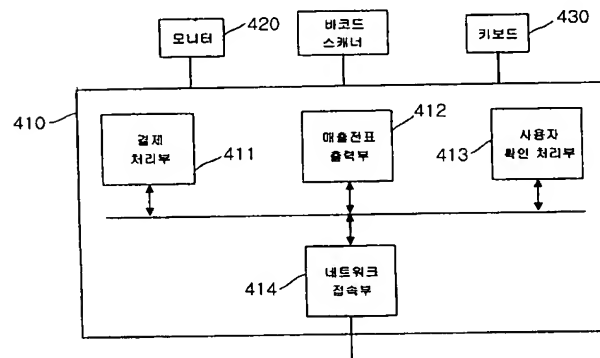 모니터
420
바코드
스캐너
키보드
430
410
결제
처리부
411
매출전표
출력부
412
사용자
확인 처리부
413
네트워크
접속부
414